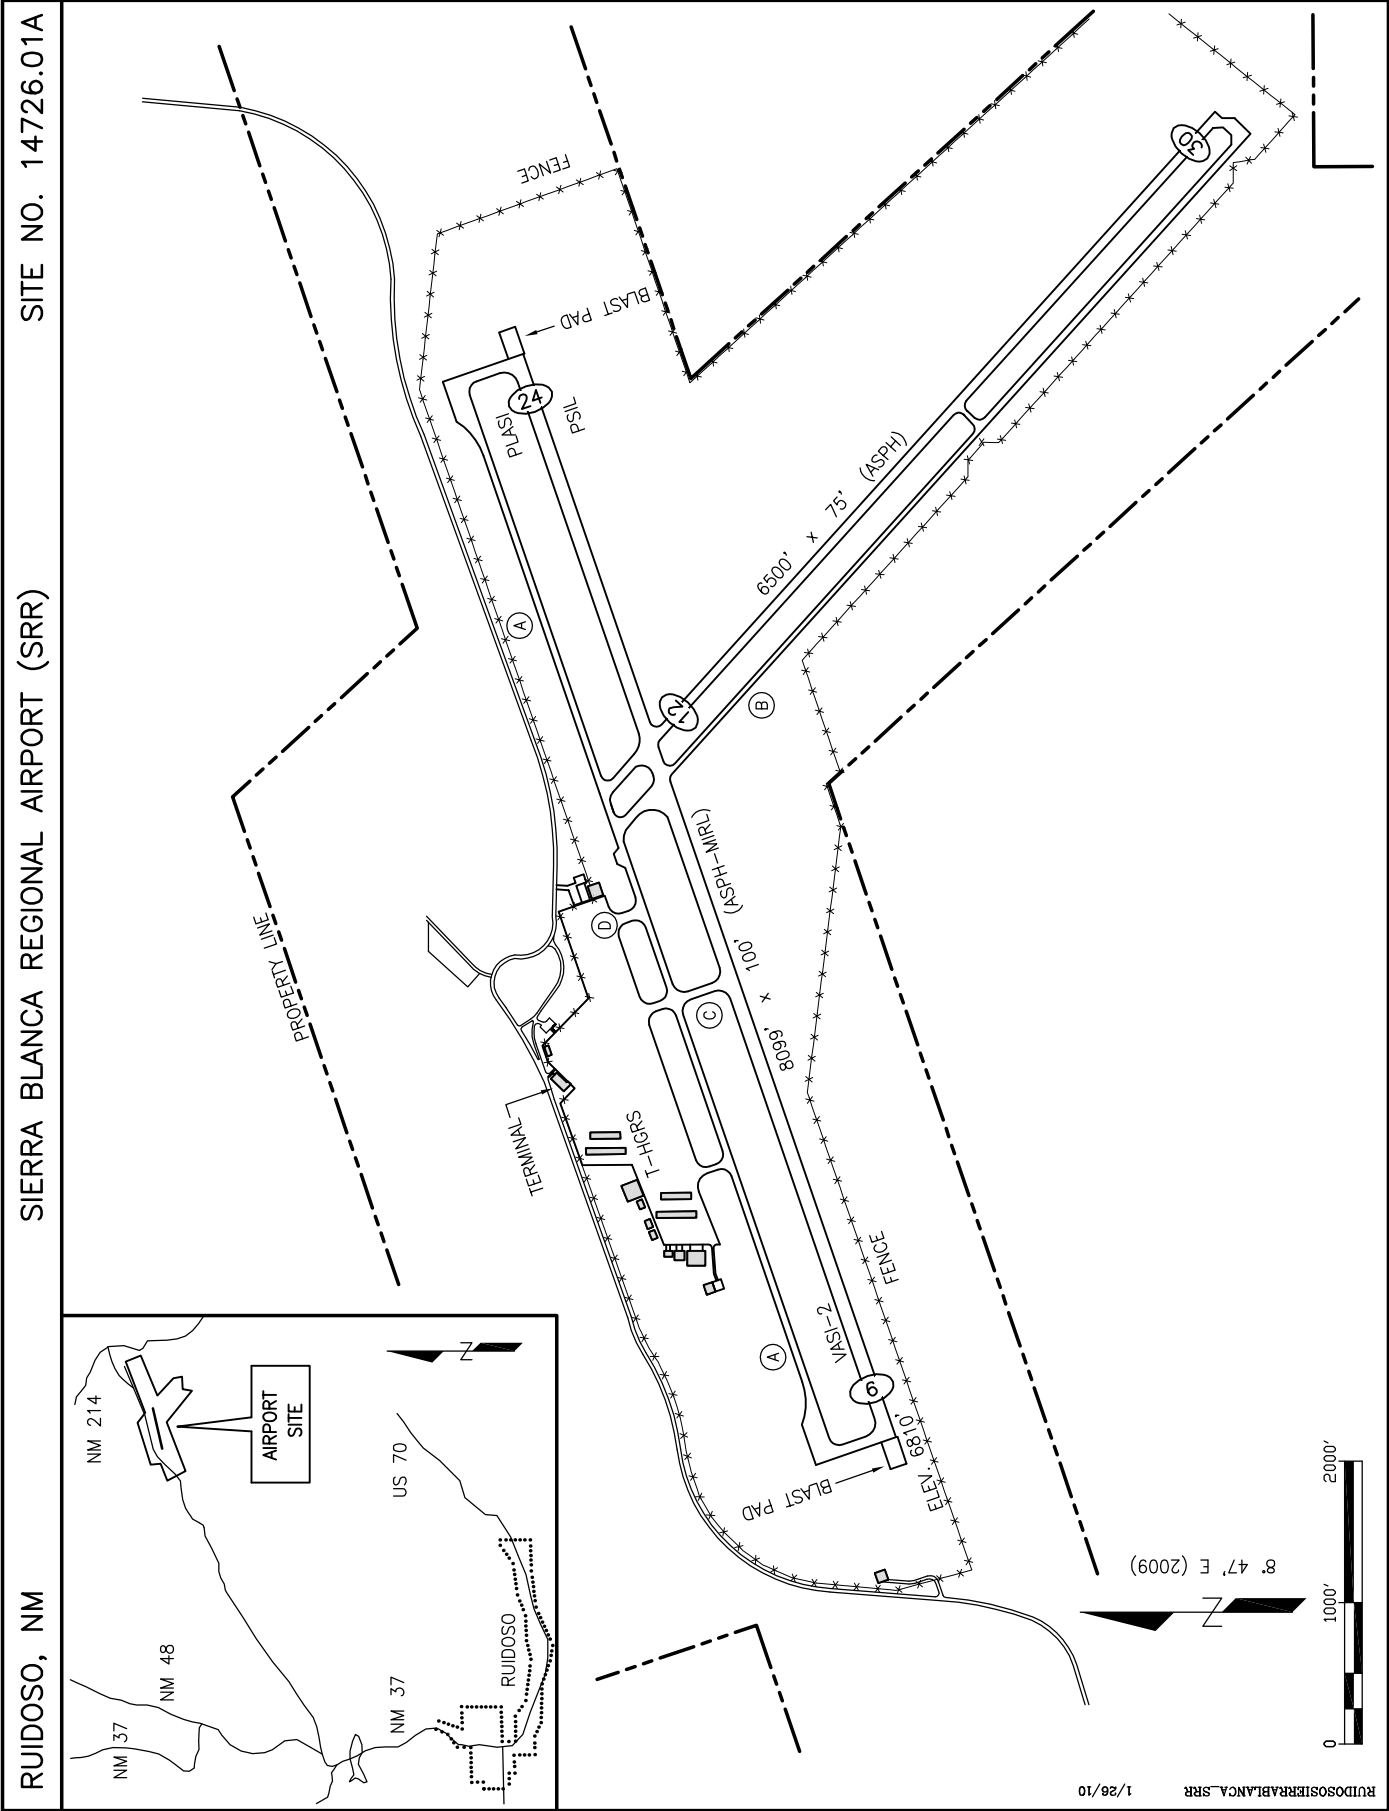 RUIDOSO, NM
SIERRA BLANCA REGIONAL AIRPORT (SRR)
SITE NO. 14726.01A
NM 37
NM 48
NM 37
RUIDOSO
US 70
NM 214
AIRPORT
SITE
N
PROPERTY LINE
FENCE
BLAST PAD
PLASI
24
PSIL
A
30
6500' x 75' (ASPH)
12
B
D
8099' x 100' (ASPH-MIRL)
C
TERMINAL
T-HGRS
FENCE
VASI-2
A
6
BLAST PAD
ELEV. 6810'
8° 47' E (2009)
N
0
1000'
2000'
1/26/10
RUIDOSOSIERRABLANCA_SRR